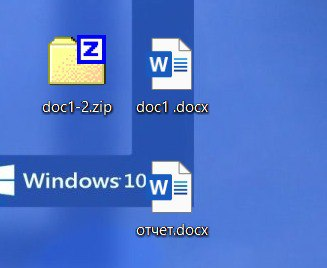 doc1-2.zip
doc1 .docx
Windows 10
отчет.docx